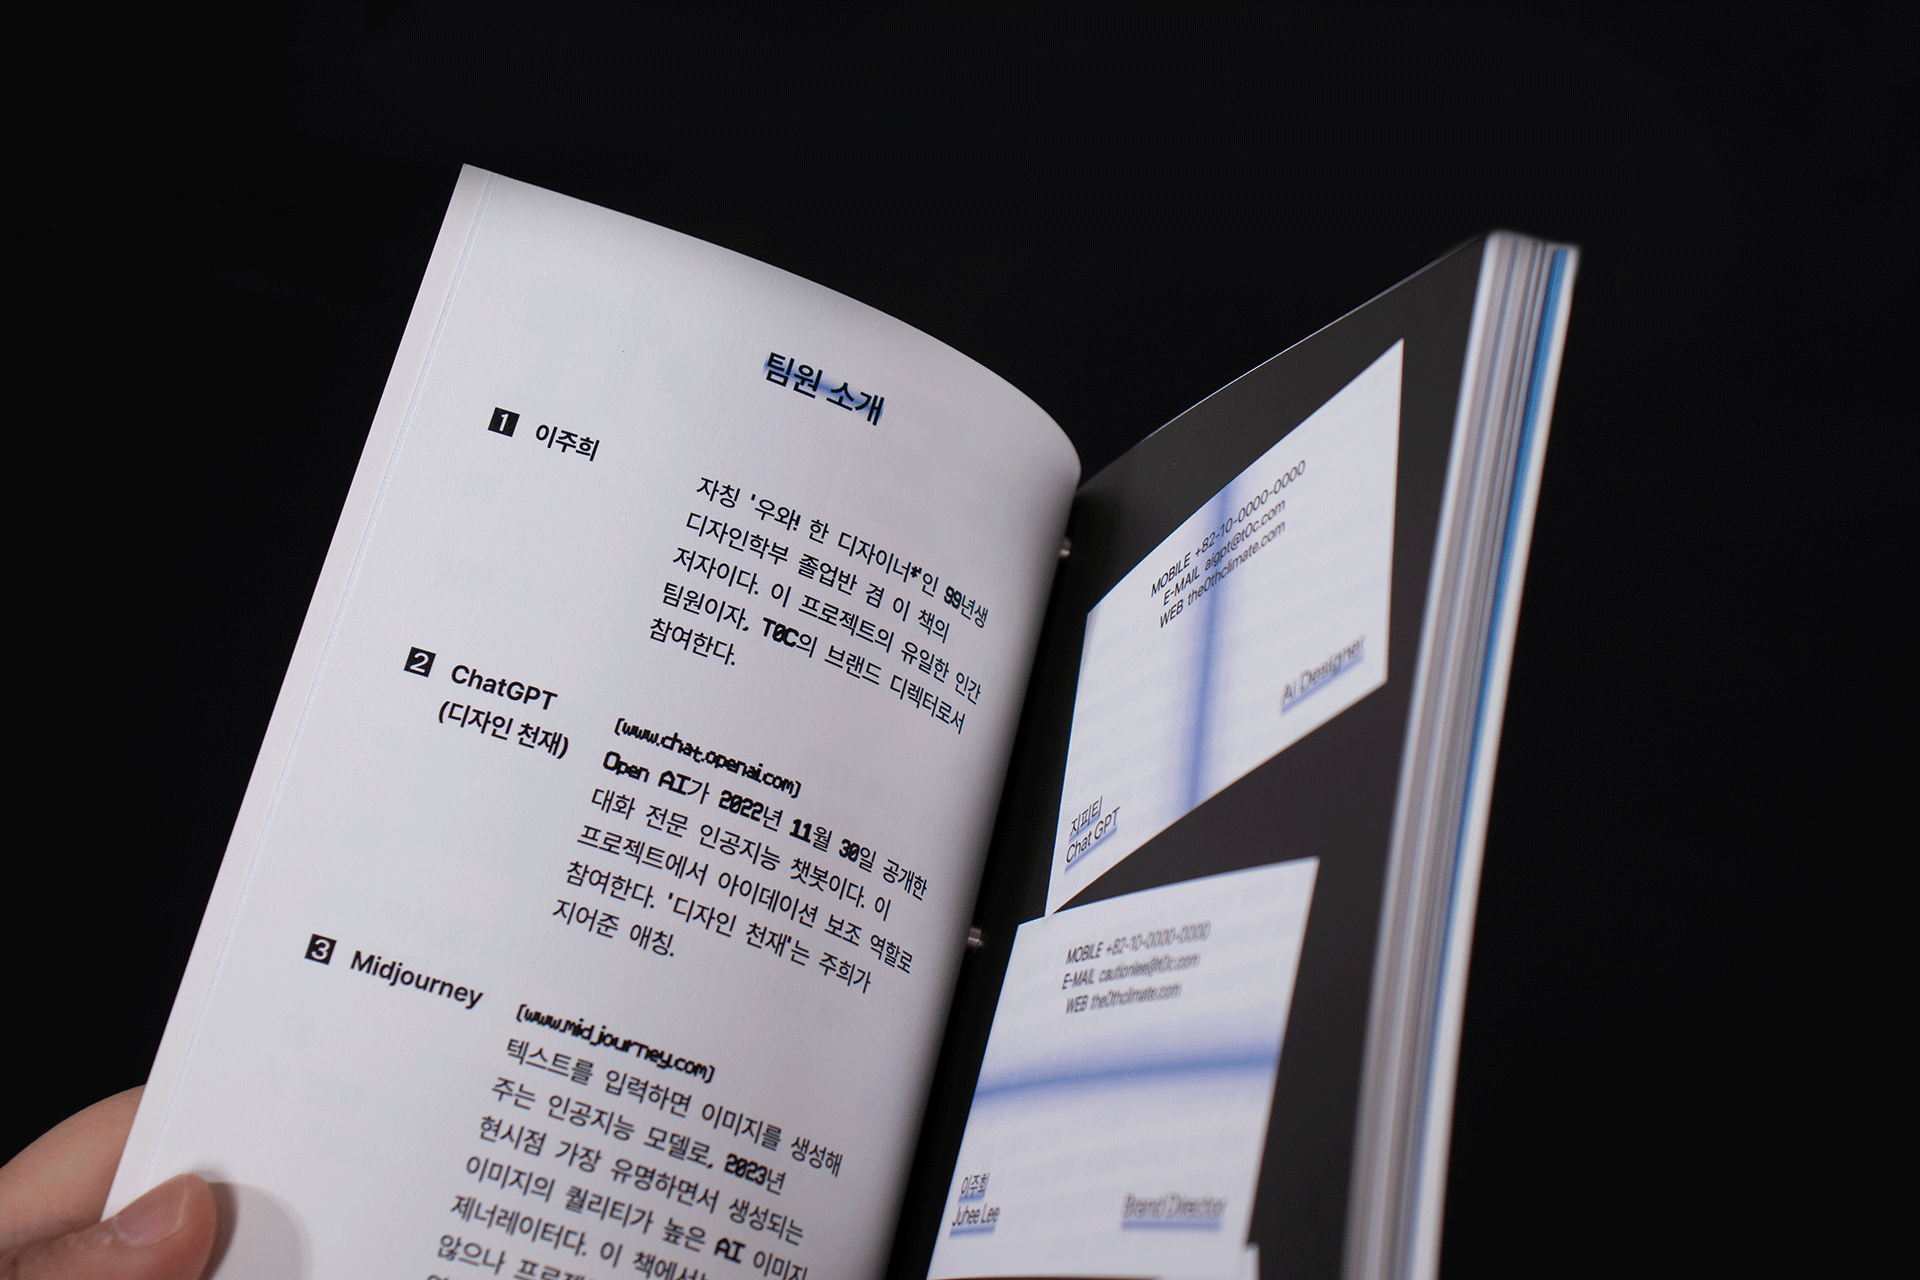 팀원 소개
1 이주희
자칭 '우와! 한 디자이너*'인 99년생
디자인학부 졸업반 겸 이 책의
저자이다. 이 프로젝트의 유일한 인간
팀원이자, T0C의 브랜드 디렉터로서
참여한다.
2 ChatGPT
(디자인 천재)
[www.chat.openai.com]
Open AI가 2022년 11월 30일 공개한
대화 전문 인공지능 챗봇이다. 이
프로젝트에서 아이데이션 보조 역할로
참여한다. '디자인 천재'는 주희가
지어준 애칭.
3 Midjourney
[www.midjourney.com]
텍스트를 입력하면 이미지를 생성해
주는 인공지능 모델로, 2023년
현시점 가장 유명하면서 생성되는
이미지의 퀄리티가 높은 AI 이미지
제너레이터다. 이 책에서는
않으나
MOBILE +82-10-0000-0000
E-MAIL aigpt@t0c.com
WEB the0thclimate.com
Ai Designer
지피티
Chat GPT
MOBILE +82-10-0000-0000
E-MAIL cautionlee@t0c.com
WEB the0thclimate.com
이주희
Juhee Lee
Brand Director